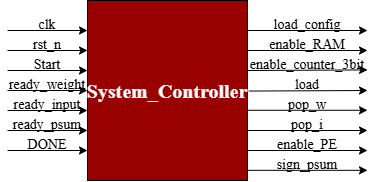 clk
rst_n
Start
ready_weight
ready_input
ready_psum
DONE
System_Controller
load_config
enable_RAM
enable_counter_3bit
load
pop_w
pop_i
enable_PE
sign_psum